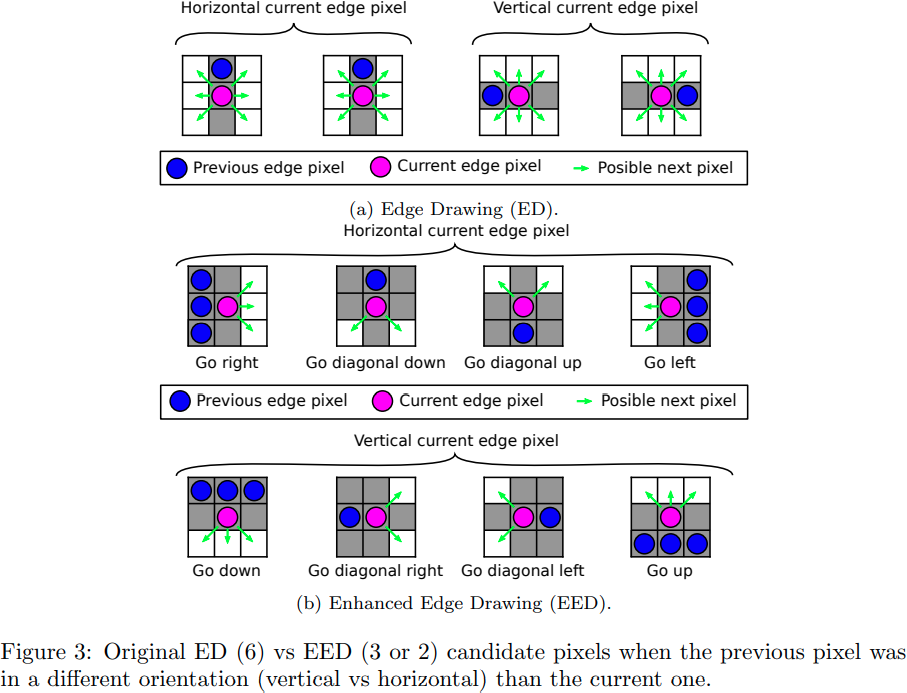 Horizontal current edge pixel
Vertical current edge pixel
Previous edge pixel
Current edge pixel
Posible next pixel
(a) Edge Drawing (ED).
Horizontal current edge pixel
Go right
Go diagonal down
Go diagonal up
Go left
Previous edge pixel
Current edge pixel
Posible next pixel
Vertical current edge pixel
Go down
Go diagonal right
Go diagonal left
Go up
(b) Enhanced Edge Drawing (EED).
Figure 3: Original ED (6) vs EED (3 or 2) candidate pixels when the previous pixel was
in a different orientation (vertical vs horizontal) than the current one.